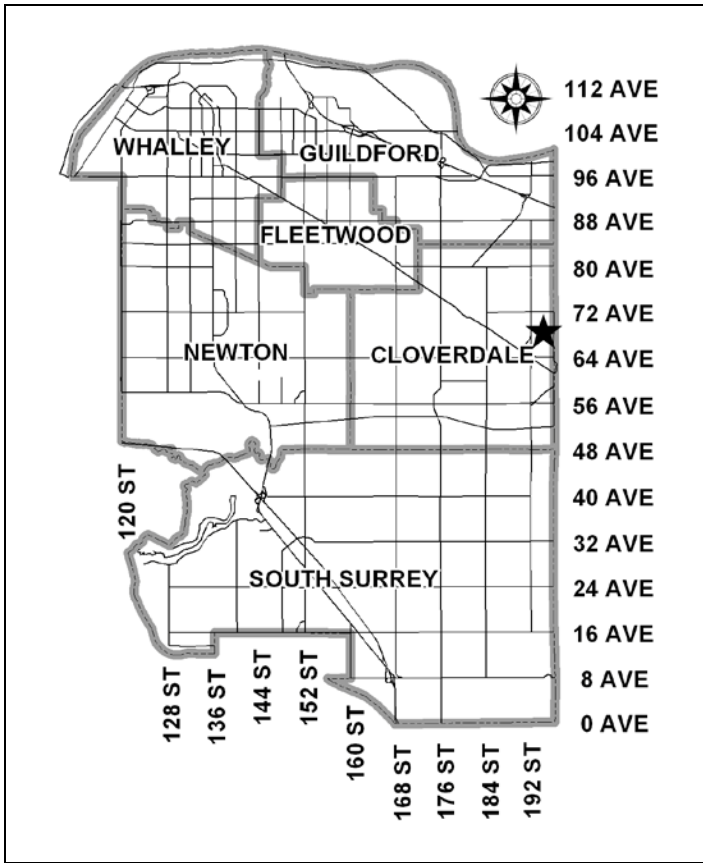 112 AVE
104 AVE
WHALLEY
GUILDFORD
96 AVE
88 AVE
FLEETWOOD
80 AVE
72 AVE
NEWTON
CLOVERDALE
64 AVE
56 AVE
48 AVE
120 ST
40 AVE
32 AVE
SOUTH SURREY
24 AVE
16 AVE
8 AVE
0 AVE
128 ST
136 ST
144 ST
152 ST
160 ST
168 ST
176 ST
184 ST
192 ST